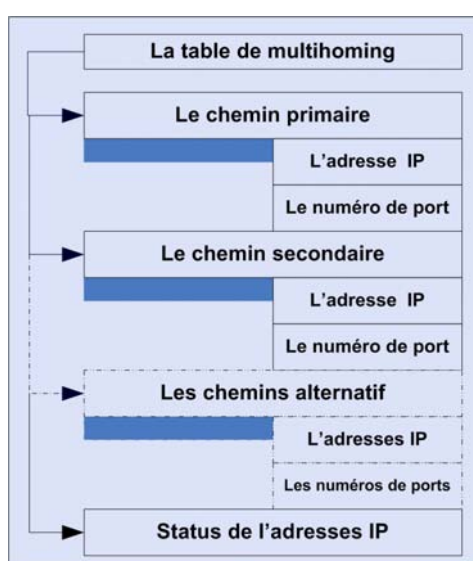 La table de multihoming
Le chemin primaire
L'adresse IP
Le numéro de port
Le chemin secondaire
L'adresse IP
Le numéro de port
Les chemins alternatif
L'adresses IP
Les numéros de ports
Status de l'adresses IP